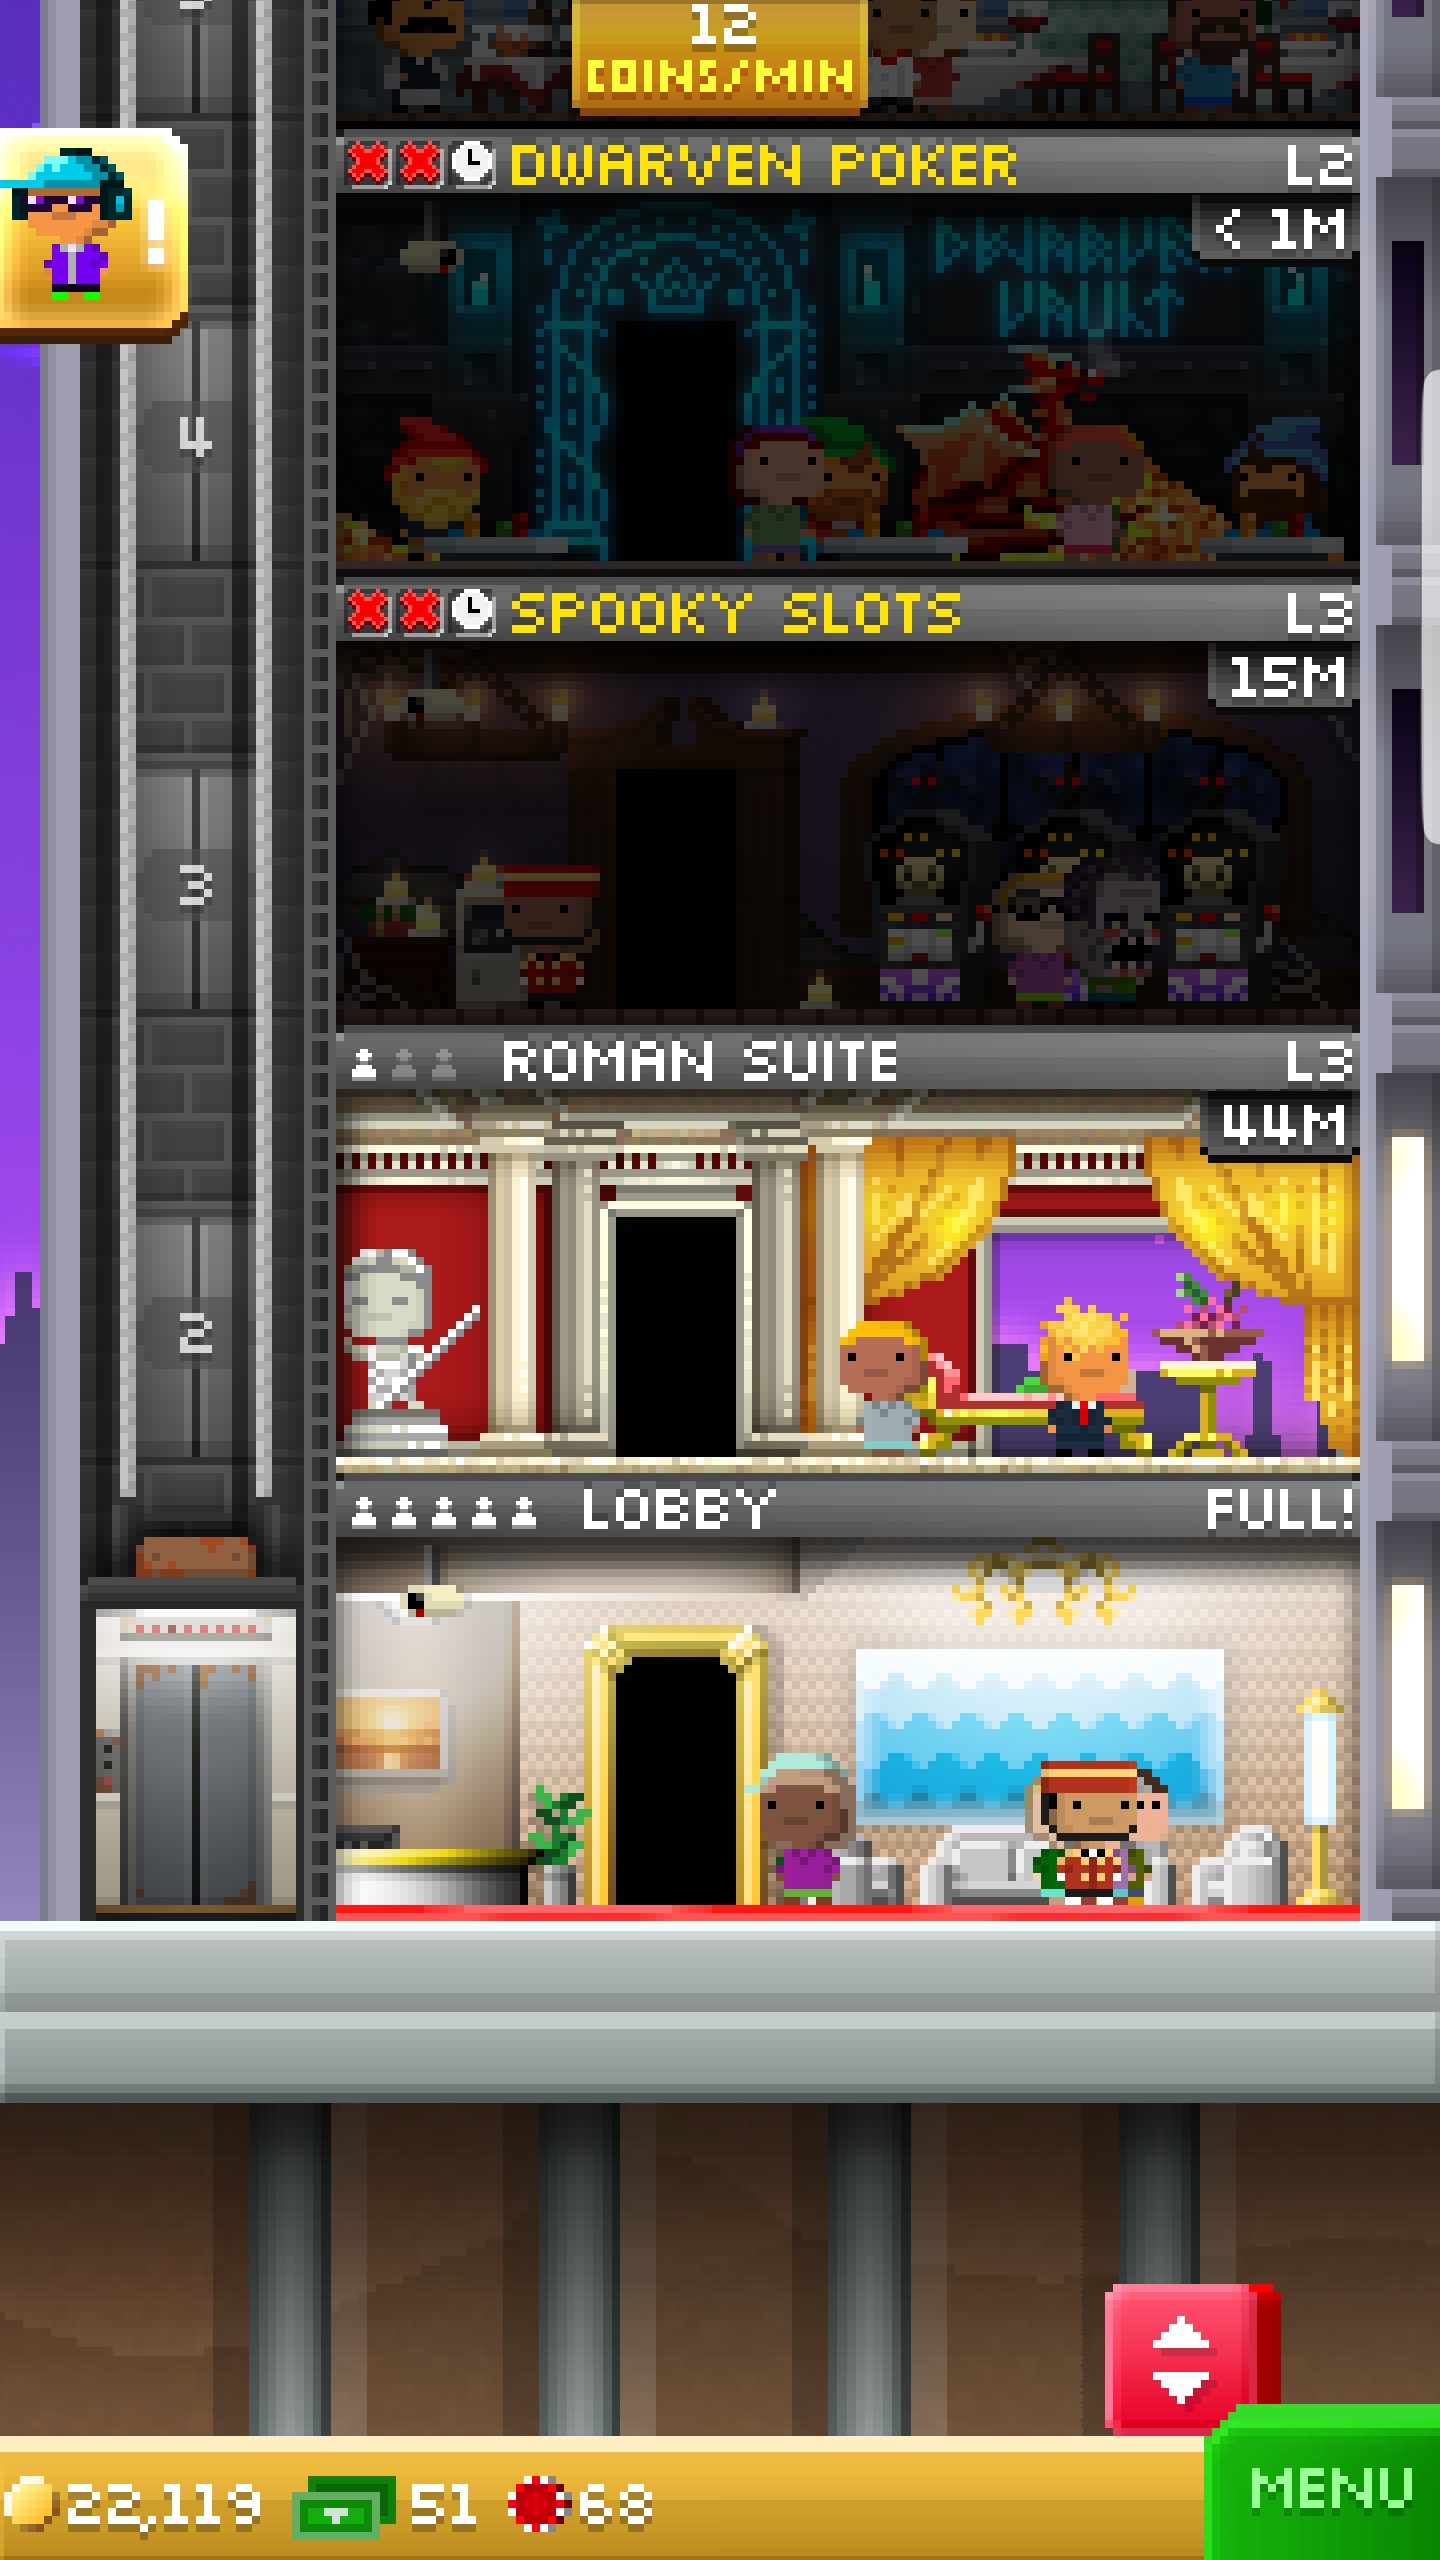 12
COINS/MIN
DWARVEN POKER L2
< 1M
4
SPOOKY SLOTS L3
15M
3
ROMAN SUITE L3
44M
2
LOBBY FULL!
22,119 51 68
MENU